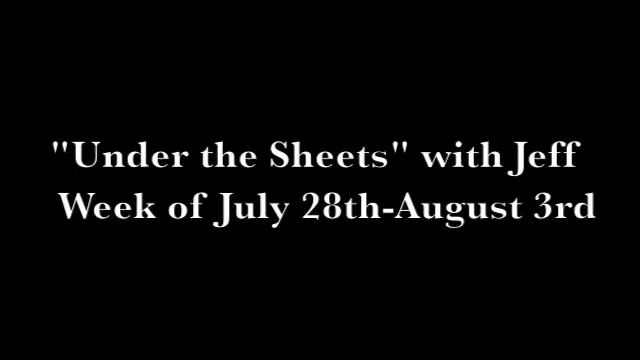 "Under the Sheets" with Jeff
Week of July 28th-August 3rd